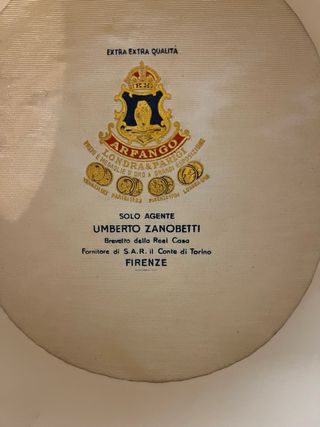 EXTRA EXTRA QUALITÀ
ARFANGO
LONDRA & PARIGI
SOLO AGENTE
UMBERTO ZANOBETTI
Brevetto della Real Casa
Fornitore di S.A.R. il Conte di Torino
FIRENZE